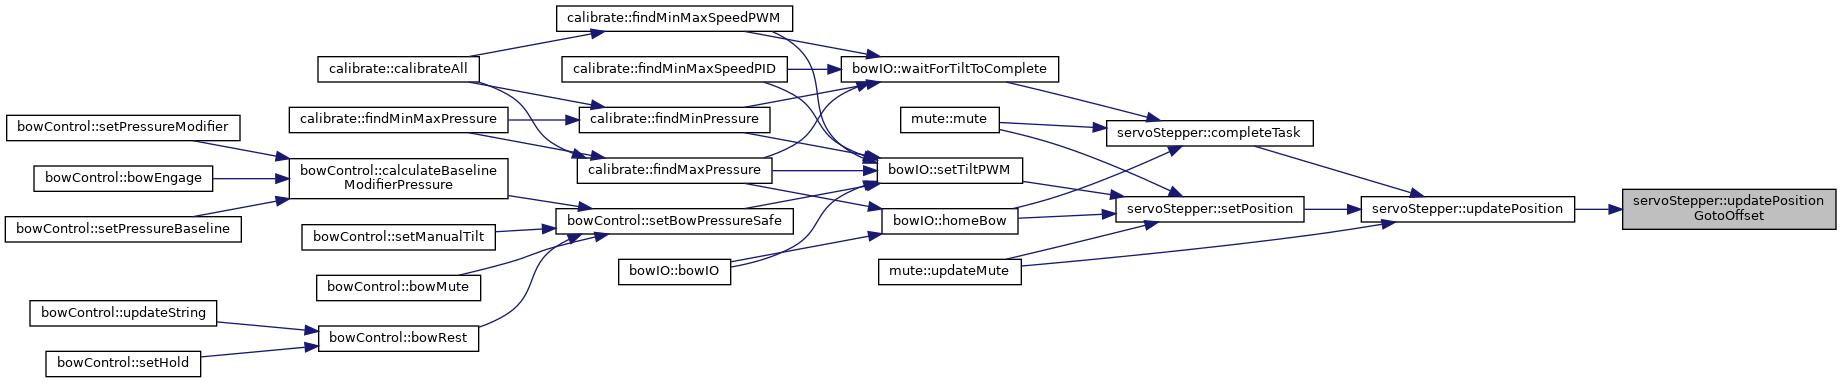 calibrate::findMinMaxSpeedPWM
calibrate::calibrateAll
calibrate::findMinMaxSpeedPID
bowIO::waitForTiltToComplete
bowControl::setPressureModifier
calibrate::findMinMaxPressure
calibrate::findMinPressure
mute::mute
servoStepper::completeTask
bowControl::bowEngage
bowControl::calculateBaseline
ModifierPressure
calibrate::findMaxPressure
bowIO::setTiltPWM
bowControl::setPressureBaseline
bowControl::setManualTilt
bowControl::setBowPressureSafe
bowIO::homeBow
servoStepper::setPosition
servoStepper::updatePosition
servoStepper::updatePosition
GotoOffset
bowControl::bowMute
bowIO::bowIO
mute::updateMute
bowControl::updateString
bowControl::bowRest
bowControl::setHold